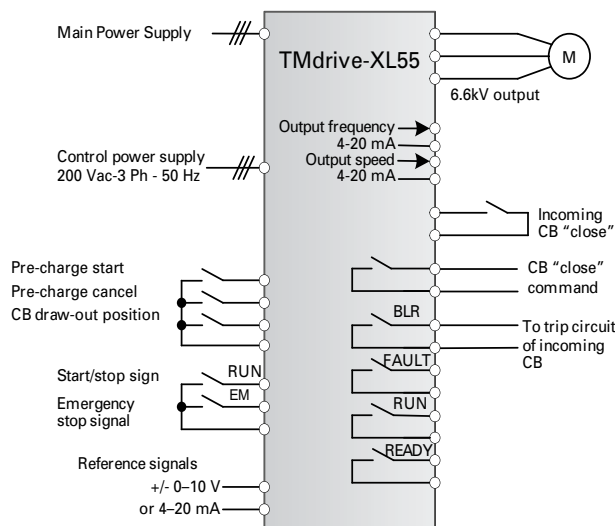 Main Power Supply
TMdrive-XL55
M
6.6kV output
Output frequency
4-20 mA
Output speed
4-20 mA
Control power supply
200 Vac-3 Ph - 50 Hz
Incoming
CB “close”
Pre-charge start
Pre-charge cancel
CB draw-out position
CB “close”
command
BLR
To trip circuit
of incoming
CB
FAULT
Start/stop sign
RUN
Emergency
stop signal
EM
RUN
READY
Reference signals
+/- 0–10 V
or 4–20 mA